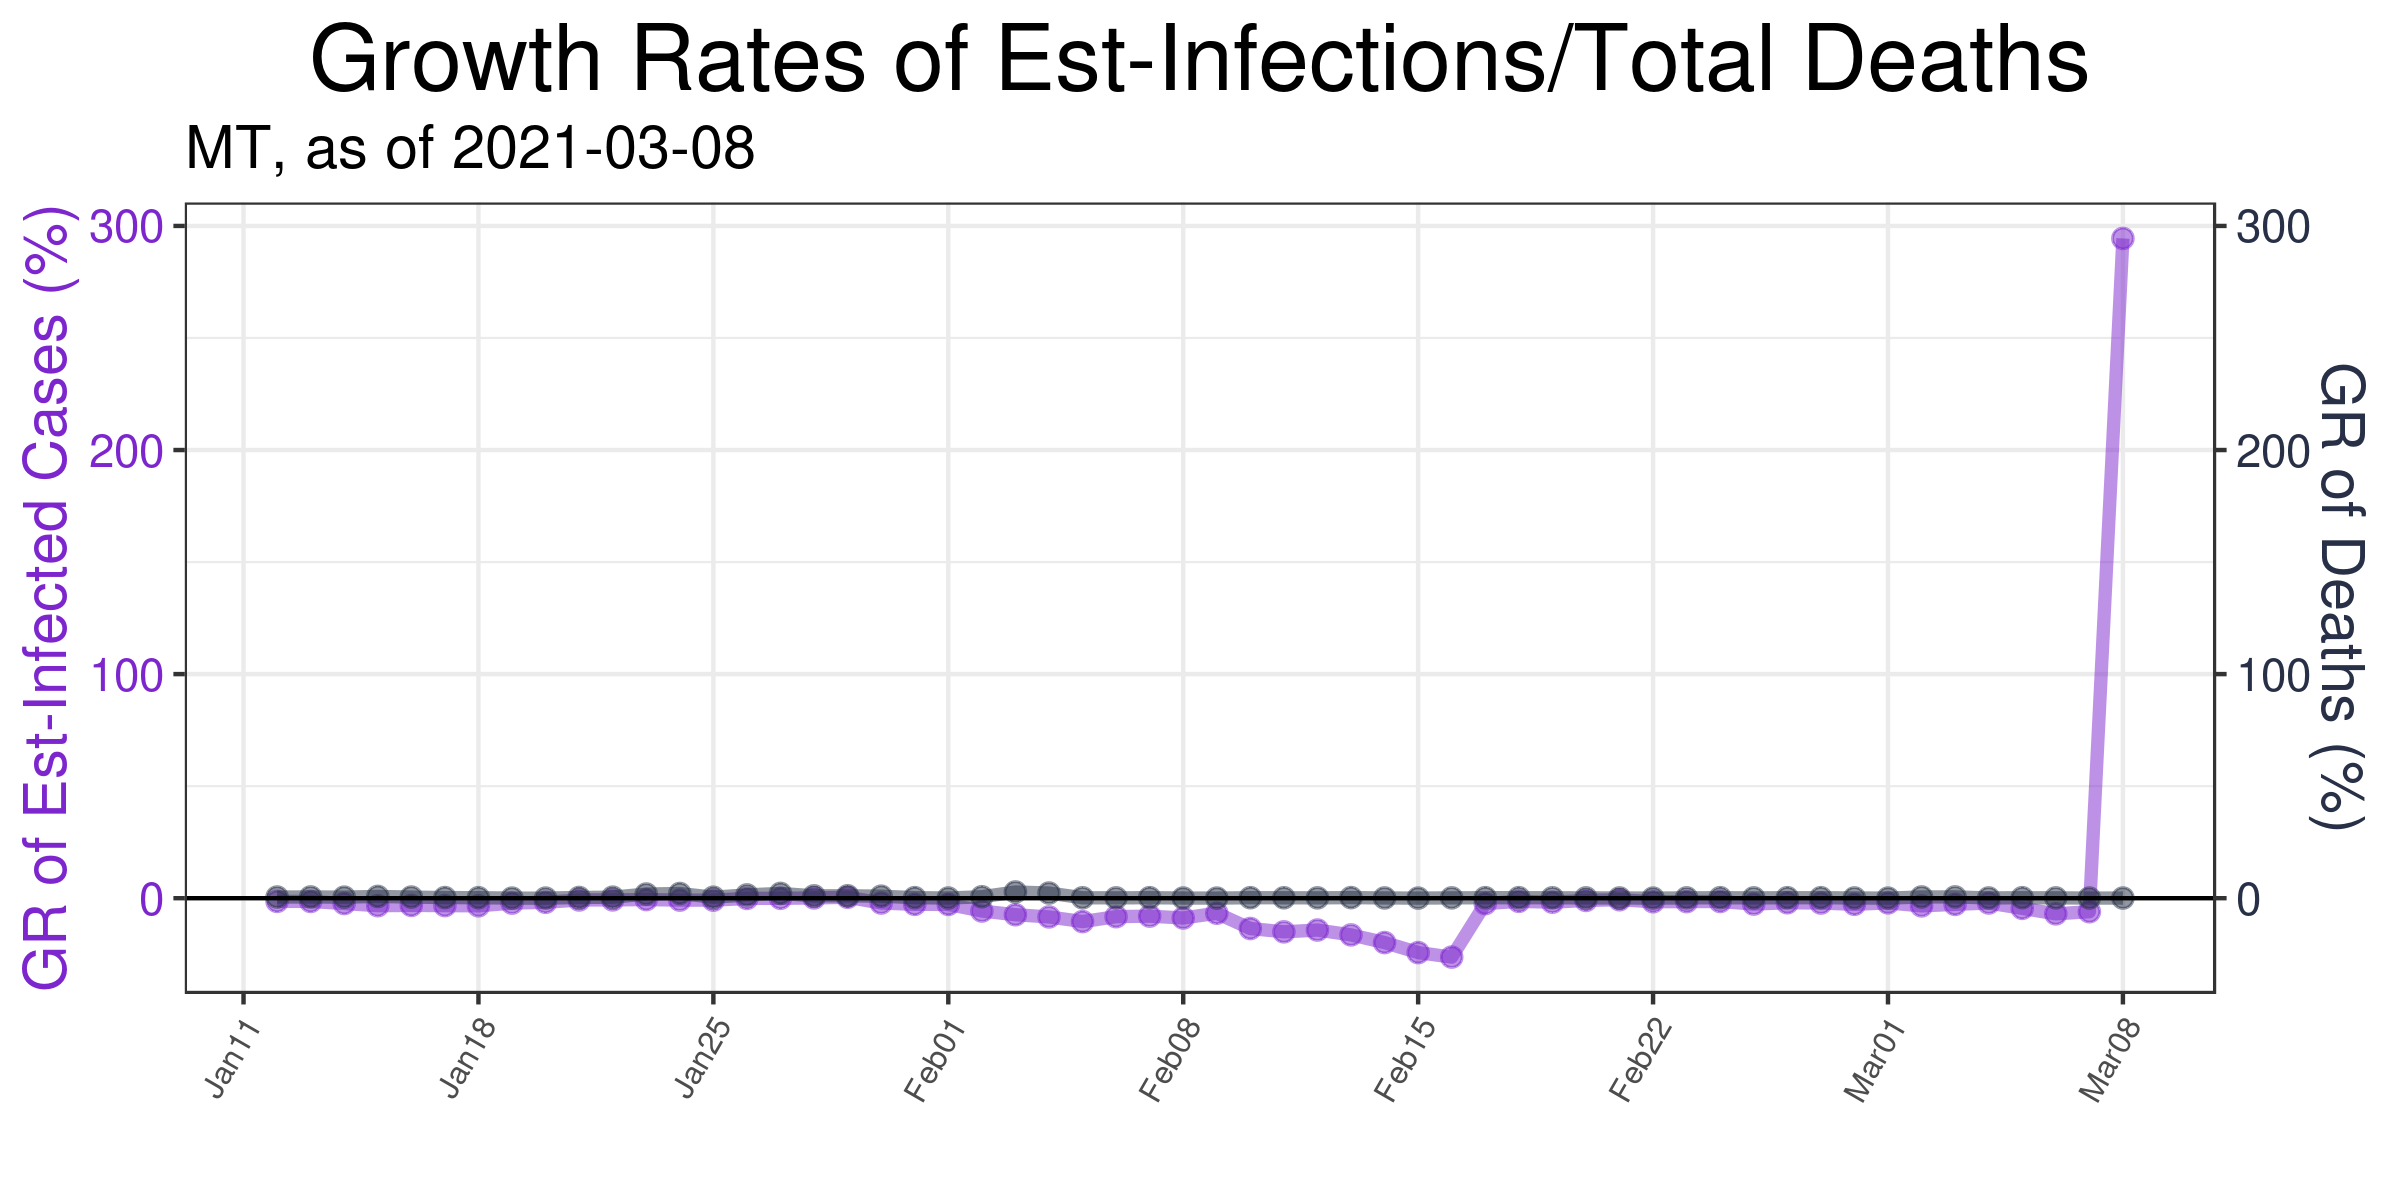 Growth Rates of Est-Infections/Total Deaths
MT, as of 2021-03-08
GR of Est-Infected Cases (%)
300
200
100
0
300
200
100
0
GR of Deaths (%)
Jan11
Jan18
Jan25
Feb01
Feb08
Feb15
Feb22
Mar01
Mar08